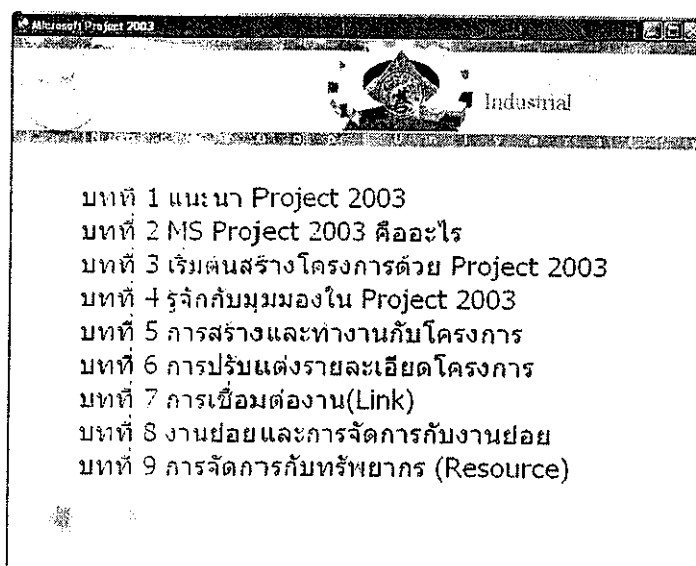 Microsoft Project 2003
Industrial
บทที่ 1 แนะนำ Project 2003
บทที่ 2 MS Project 2003 คืออะไร
บทที่ 3 เริ่มต้นสร้างโครงการด้วย Project 2003
บทที่ 4 รู้จักกับมุมมองใน Project 2003
บทที่ 5 การสร้างและทำงานกับโครงการ
บทที่ 6 การปรับแต่งรายละเอียดโครงการ
บทที่ 7 การเชื่อมต่องาน(Link)
บทที่ 8 งานย่อยและการจัดการกับงานย่อย
บทที่ 9 การจัดการกับทรัพยากร (Resource)